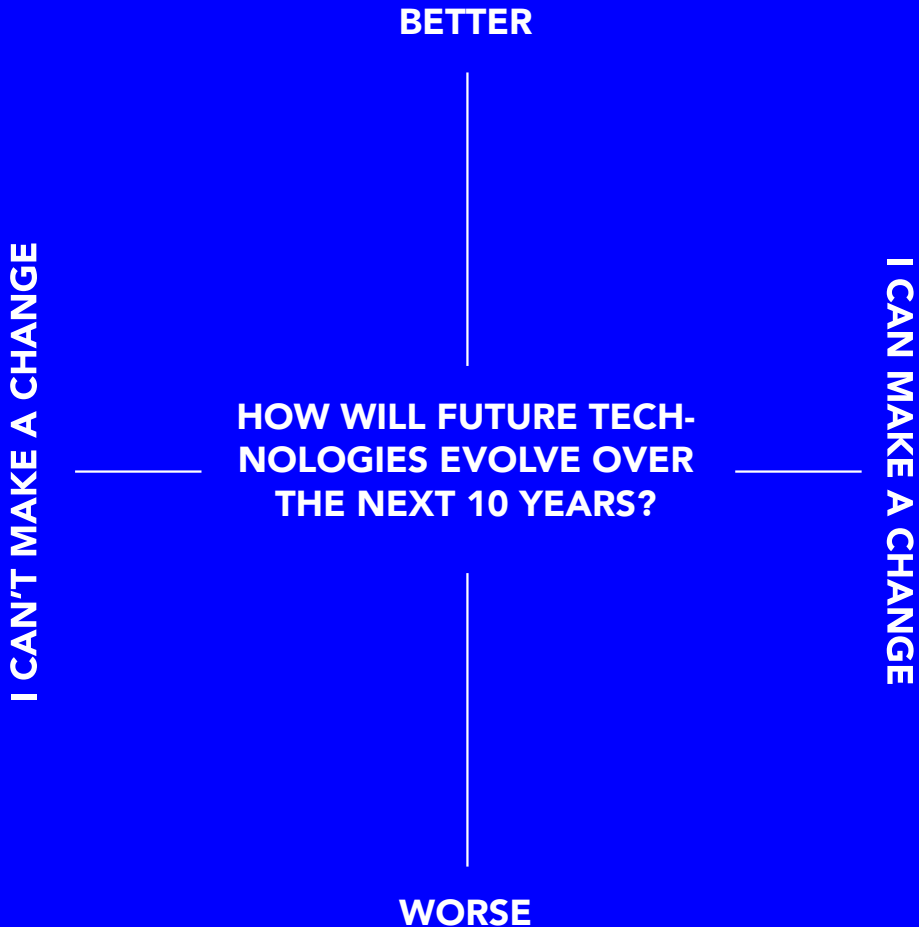 BETTER
I CAN'T MAKE A CHANGE
HOW WILL FUTURE TECH-
NOLOGIES EVOLVE OVER
THE NEXT 10 YEARS?
I CAN MAKE A CHANGE
WORSE